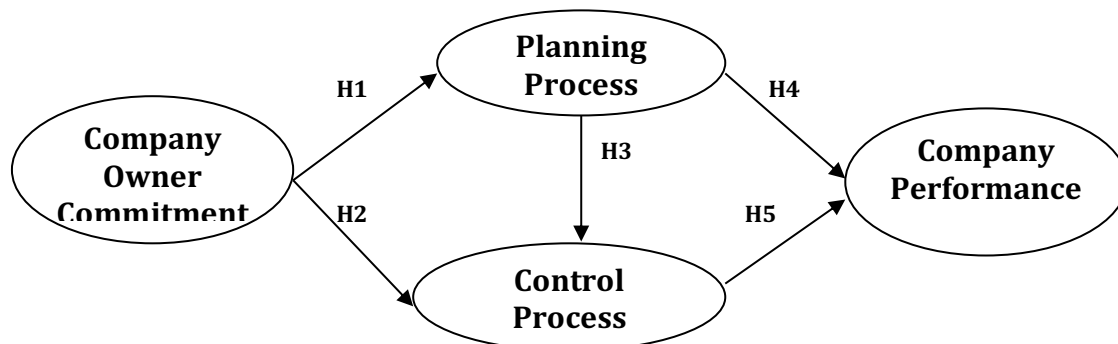 Planning
Process
H1
H4
Company
Owner
Commitment
H3
Company
Performance
H2
H5
Control
Process